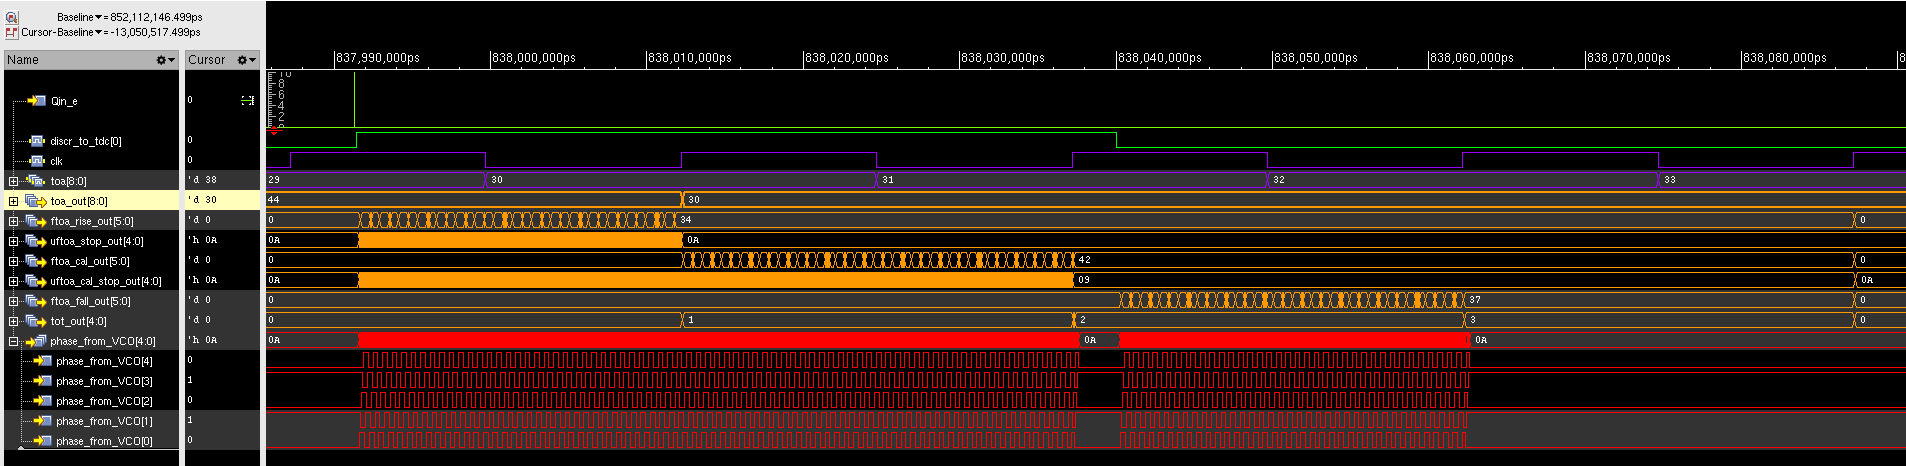 Baseline▼= 852,112,146.499ps
Cursor-Baseline▼= -13,050,517.499ps
Name Cursor 837,990,000ps 838,000,000ps 838,010,000ps 838,020,000ps 838,030,000ps 838,040,000ps 838,050,000ps 838,060,000ps 838,070,000ps 838,080,000ps
10
8
6
4
2
Qin_e 0
discr_to_tdc[0] 0
clk 0
toa[8:0] 'd 38 29 30 31 32 33
toa_out[8:0] 'd 30 44 30
ftoa_rise_out[5:0] 'd 0 0 34 0
uftoa_stop_out[4:0] 'h 0A 0A 0A
ftoa_cal_out[5:0] 'd 0 0 42 0
uftoa_cal_stop_out[4:0] 'h 0A 0A 09 0A
ftoa_fall_out[5:0] 'd 0 0 37 0
tot_out[4:0] 'd 0 0 1 2 3 0
phase_from_VCO[4:0] 'h 0A 0A 0A 0A
phase_from_VCO[4] 0
phase_from_VCO[3] 1
phase_from_VCO[2] 0
phase_from_VCO[1] 1
phase_from_VCO[0] 0